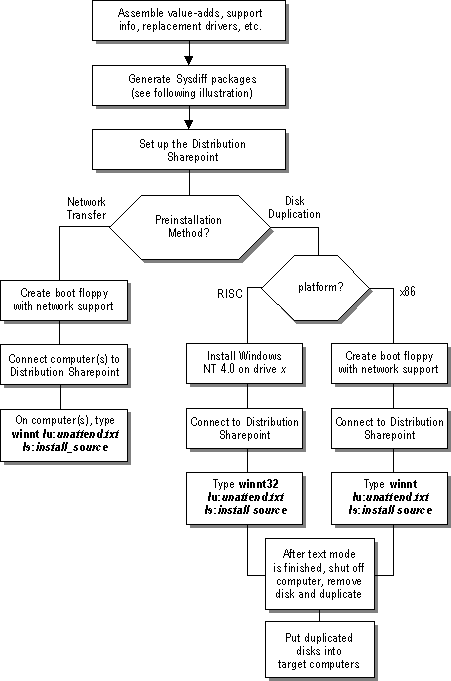 Assemble value-adds, support
info, replacement drivers, etc.
Generate Sysdiff packages
(see following illustration)
Set up the Distribution
Sharepoint
Network
Transfer
Preinstallation
Method?
Disk
Duplication
RISC
platform?
x86
Create boot floppy
with network support
Connect computer(s) to
Distribution Sharepoint
On computer(s), type
winnt /u:unattend.txt
/s:install_source
Install Windows
NT 4.0 on drive x
Connect to Distribution
Sharepoint
Type winnt32
/u:unattend.txt
/s:install source
Create boot floppy
with network support
Connect to Distribution
Sharepoint
Type winnt
/u:unattend.txt
/s:install source
After text mode
is finished, shut off
computer, remove
disk and duplicate
Put duplicated
disks into
target computers